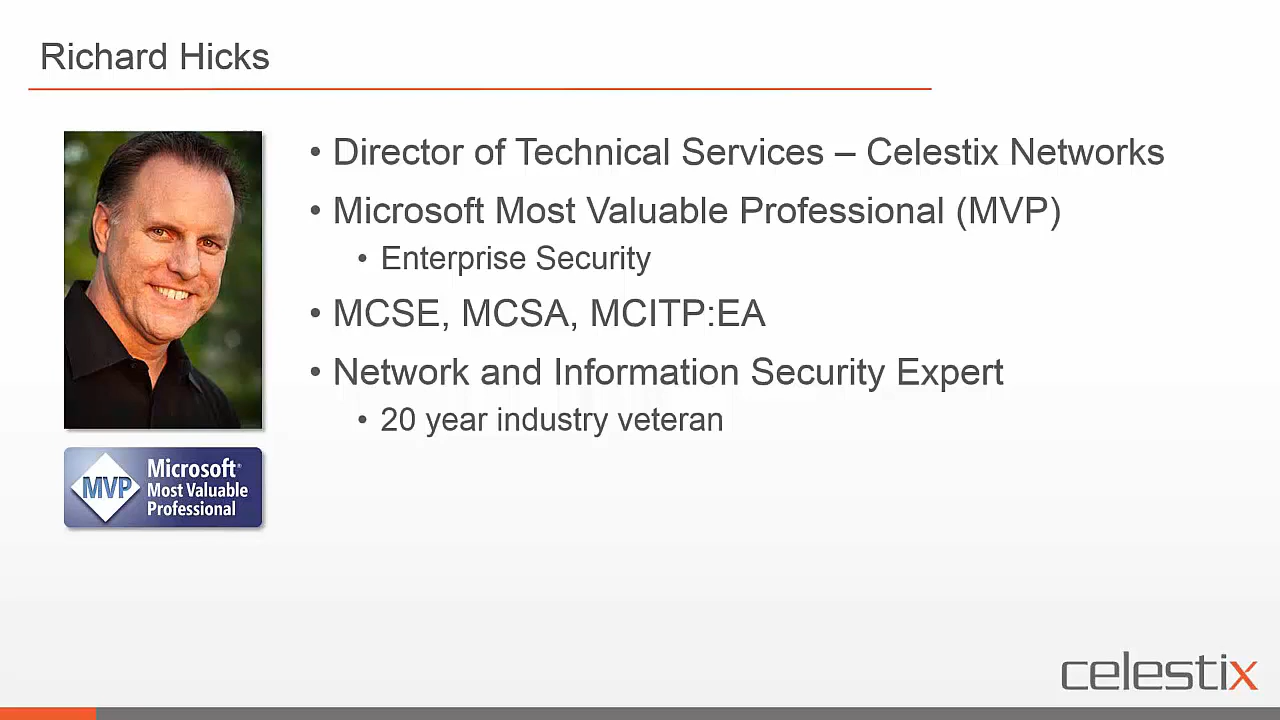 Richard Hicks
• Director of Technical Services – Celestix Networks
• Microsoft Most Valuable Professional (MVP)
• Enterprise Security
• MCSE, MCSA, MCITP:EA
• Network and Information Security Expert
• 20 year industry veteran
MVP
Microsoft®
Most Valuable
Professional
celestix